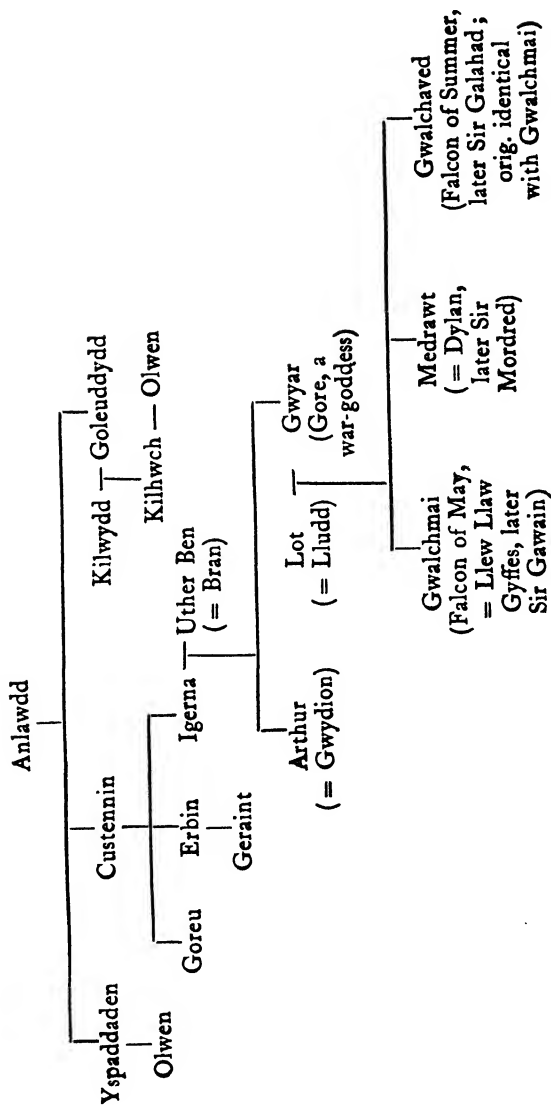 Anlawdd
Yspaddaden
Custennin
Kilwydd — Goleuddydd
Olwen
Kilhwch — Olwen
Goreu
Erbin
Igerna — Uther Ben
(= Bran)
Geraint
Arthur
(= Gwydion)
Lot — Gwyar
(= Lludd)
(Gore, a
war-goddess)
Gwalchmai
(Falcon of May,
= Llew Llaw
Gyffes, later
Sir Gawain)
Medrawt
(= Dylan,
later Sir
Mordred)
Gwalchaved
(Falcon of Summer,
later Sir Galahad;
orig. identical
with Gwalchmai)